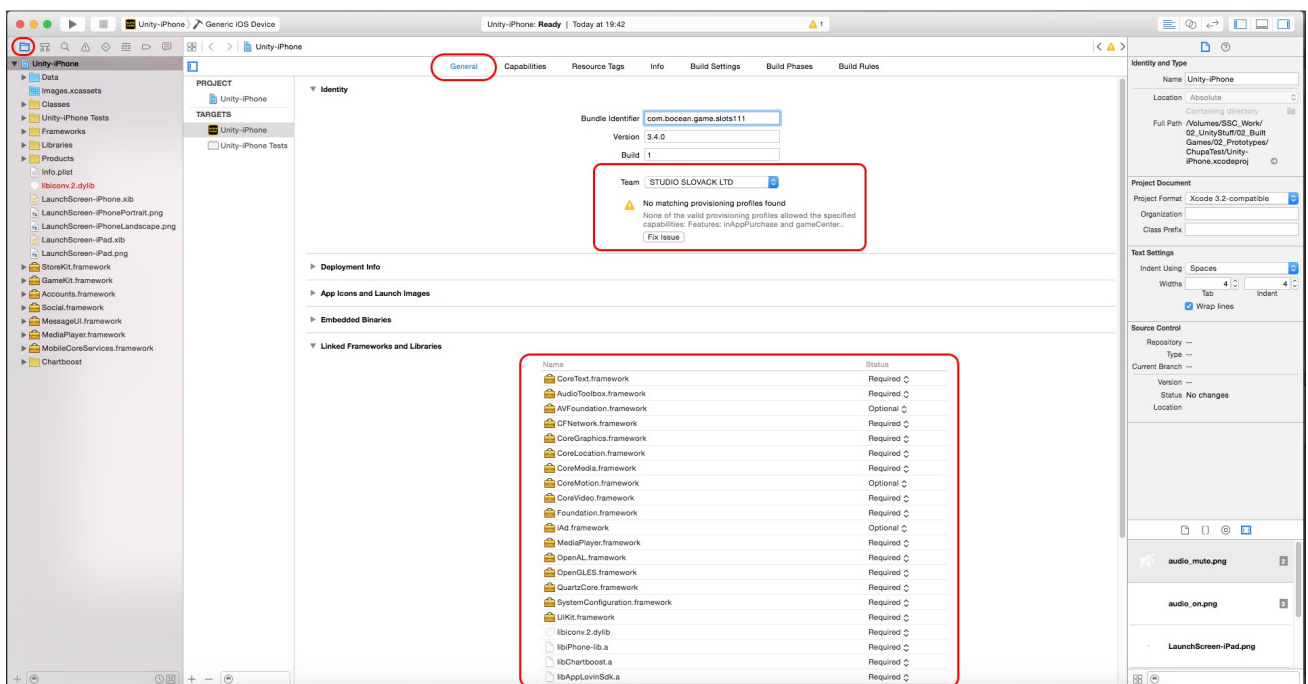 Unity-iPhone
Generic iOS Device
Unity-iPhone: Ready | Today at 19:42
1
Unity-iPhone
Data
Images.xcassets
Classes
Unity-iPhone Tests
Frameworks
Libraries
Products
Info.plist
libiconv.2.dylib
LaunchScreen-iPhone.xib
LaunchScreen-iPhonePortrait.png
LaunchScreen-iPhoneLandscape.png
LaunchScreen-iPad.xib
LaunchScreen-iPad.png
StoreKit.framework
GameKit.framework
Accounts.framework
Social.framework
MessageUI.framework
MediaPlayer.framework
MobileCoreServices.framework
Chartboost
Unity-iPhone
General Capabilities Resource Tags Info Build Settings Build Phases Build Rules
PROJECT
Unity-iPhone
TARGETS
Unity-iPhone
Unity-iPhone Tests
Identity
Bundle Identifier com.bocean.game.slots111
Version 3.4.0
Build 1
Team STUDIO SLOVACK LTD
No matching provisioning profiles found
None of the valid provisioning profiles allowed the specified
capabilities: Features: inAppPurchase and gameCenter..
Fix Issue
Deployment Info
App Icons and Launch Images
Embedded Binaries
Linked Frameworks and Libraries
Name Status
CoreText.framework Required
AudioToolbox.framework Required
AVFoundation.framework Optional
CFNetwork.framework Required
CoreGraphics.framework Required
CoreLocation.framework Required
CoreMedia.framework Required
CoreMotion.framework Optional
CoreVideo.framework Required
Foundation.framework Required
iAd.framework Optional
MediaPlayer.framework Required
OpenAL.framework Required
OpenGLES.framework Required
QuartzCore.framework Required
SystemConfiguration.framework Required
UIKit.framework Required
libiconv.2.dylib Required
libiPhone-lib.a Required
libChartboost.a Required
libAppLovinSdk.a Required
Identity and Type
Name Unity-iPhone
Location Absolute
Containing directory
Full Path /Volumes/SSC_Work/
02_UnityStuff/02_Built
Games/02_Prototypes/
ChupaTest/Unity-
iPhone.xcodeproj
Project Document
Project Format Xcode 3.2-compatible
Organization
Class Prefix
Text Settings
Indent Using Spaces
Widths 4 4
Tab Indent
Wrap lines
Source Control
Repository --
Type --
Current Branch --
Version --
Status No changes
Location
audio_mute.png 2
audio_on.png 2
LaunchScreen-iPad.png